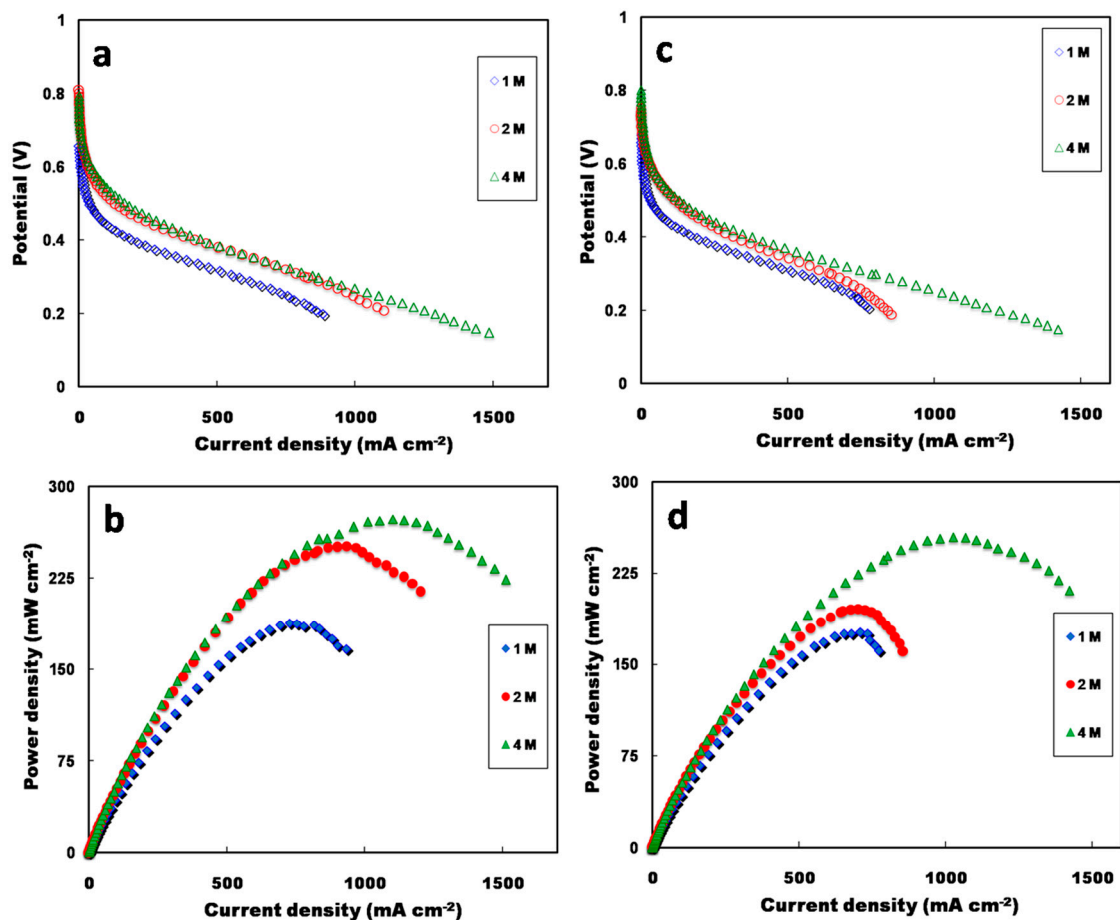 a
1
0.8
0.6
0.4
0.2
0
Potential (V)
1 M
2 M
4 M
0 500 1000 1500
Current density (mA cm-2)
c
1
0.8
0.6
0.4
0.2
0
Potential (V)
1 M
2 M
4 M
0 500 1000 1500
Current density (mA cm-2)
b
300
225
150
75
0
Power density (mW cm-2)
1 M
2 M
4 M
0 500 1000 1500
Current density (mA cm-2)
d
300
225
150
75
0
Power density (mW cm-2)
1 M
2 M
4 M
0 500 1000 1500
Current density (mA cm-2)